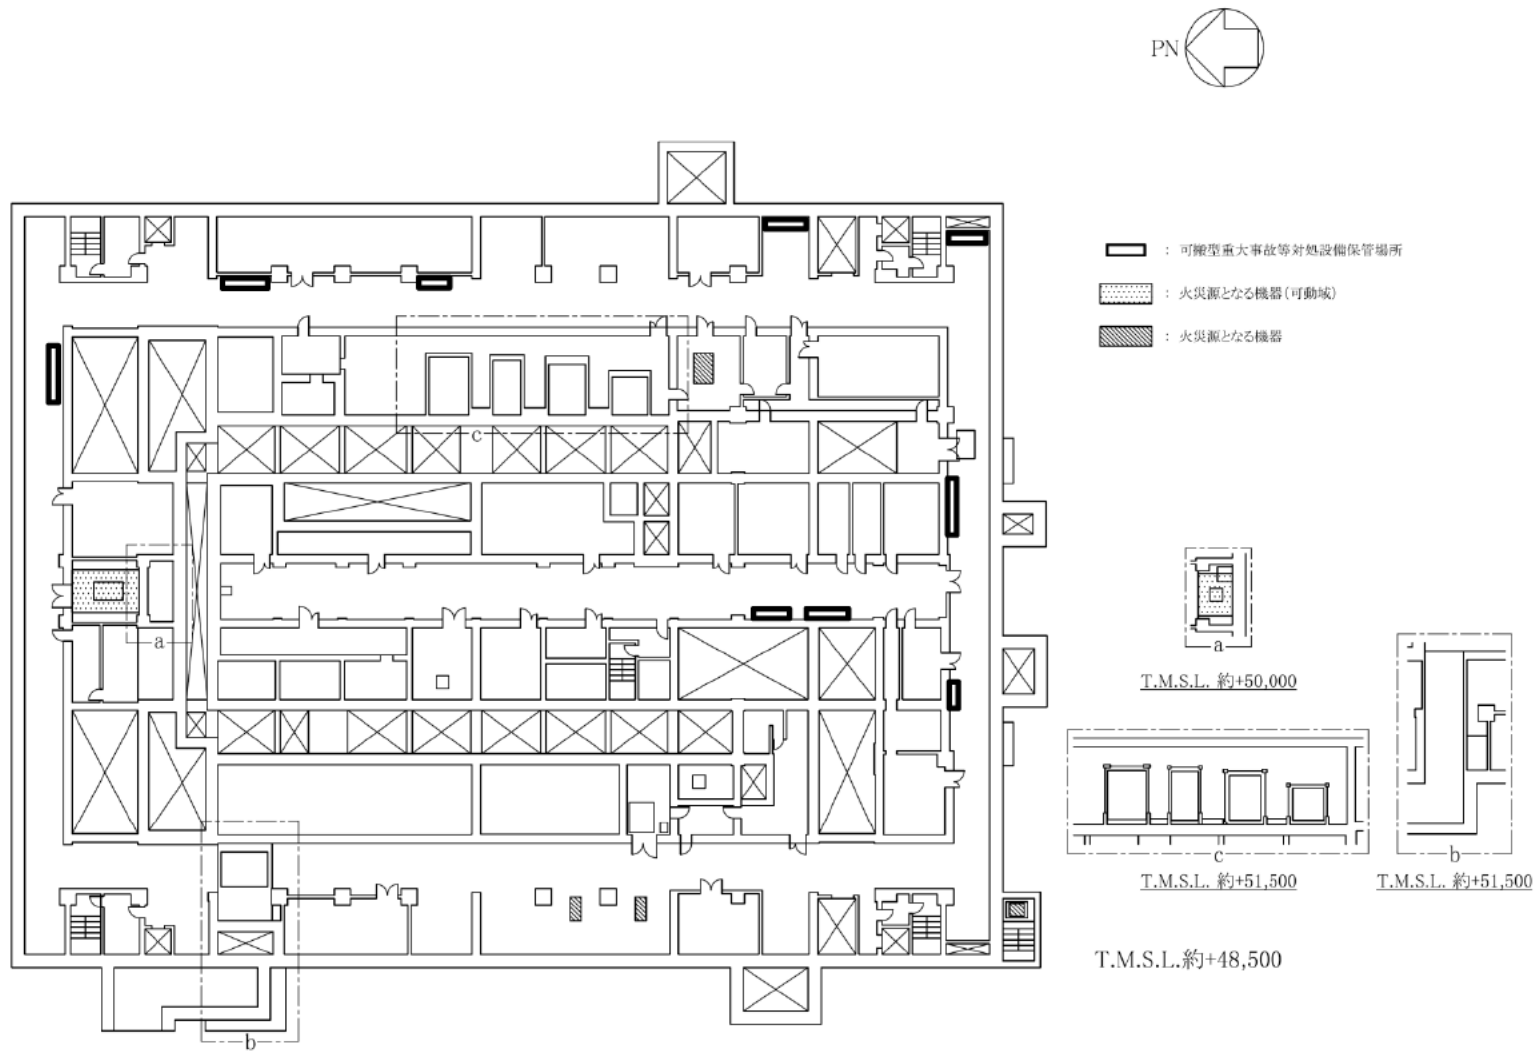 PN
： 可搬型重大事故等対処設備保管場所
： 火災源となる機器（可動域）
： 火災源となる機器
c
a
b
a
T.M.S.L. 約+50,000
c
T.M.S.L. 約+51,500
b
T.M.S.L. 約+51,500
T.M.S.L.約+48,500